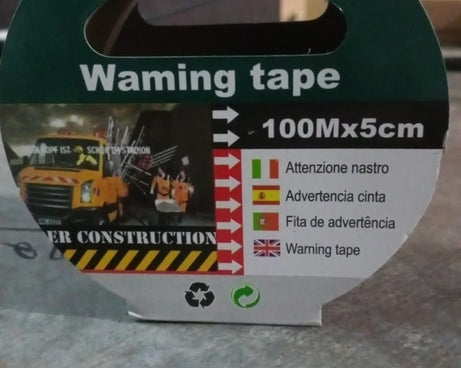 Waming tape
100Mx5cm
Attenzione nastro
Advertencia cinta
Fita de advertência
Warning tape
ER CONSTRUCTION